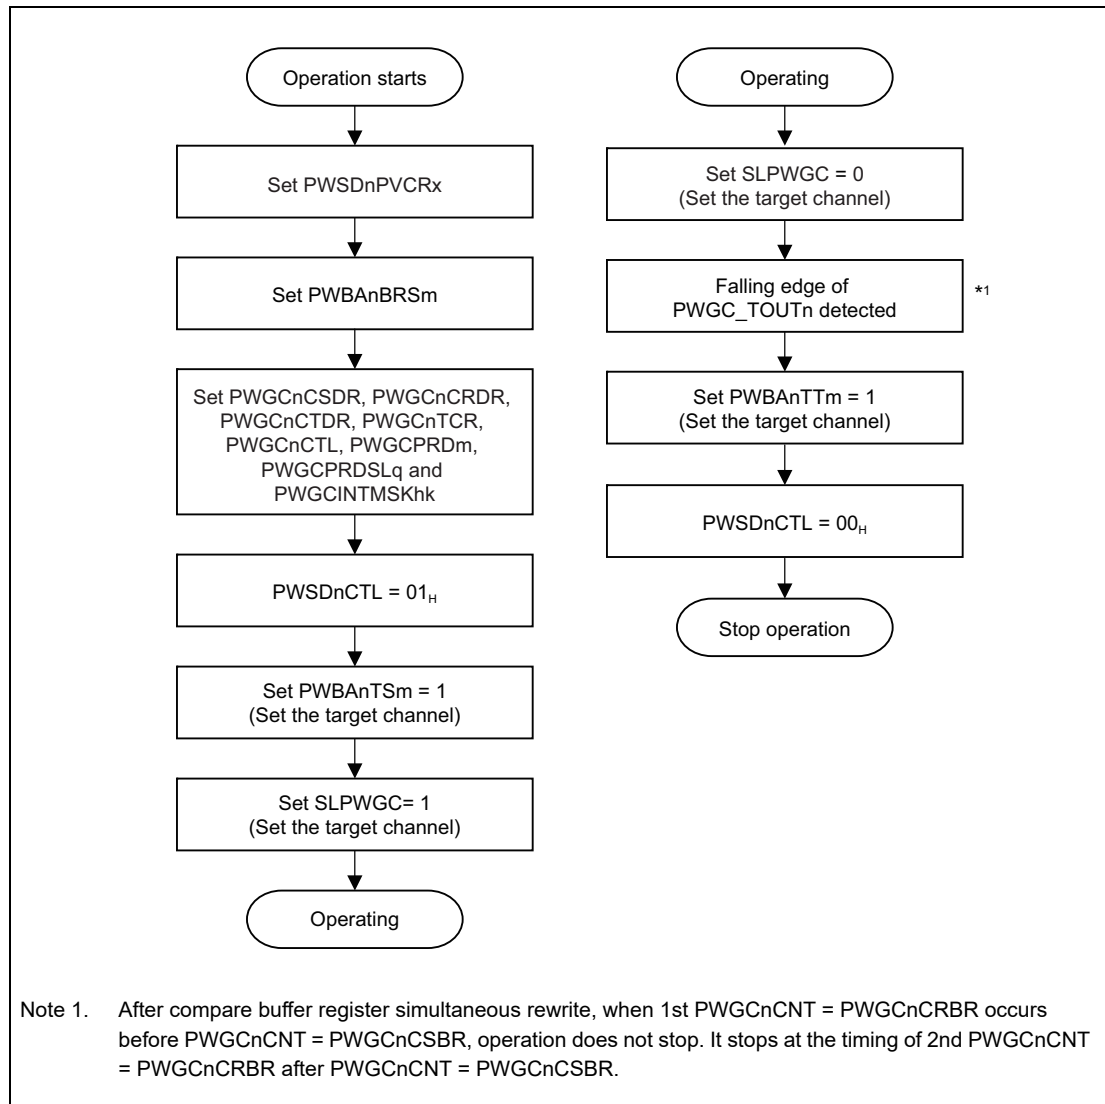 Operation starts
Set PWSDnPVCRx
Set PWBAnBRSm
Set PWGCnCSDR, PWGCnCRDR,
PWGCnCTDR, PWGCnTCR,
PWGCnCTL, PWGCPRDm,
PWGCPRDSLq and
PWGCINTMSKhk
PWSDnCTL = 01H
Set PWBAnTSm = 1
(Set the target channel)
Set SLPWGC= 1
(Set the target channel)
Operating
Operating
Set SLPWGC = 0
(Set the target channel)
Falling edge of
PWGC_TOUTn detected
*1
Set PWBAnTTm = 1
(Set the target channel)
PWSDnCTL = 00H
Stop operation
Note 1. After compare buffer register simultaneous rewrite, when 1st PWGCnCNT = PWGCnCRBR occurs
before PWGCnCNT = PWGCnCSBR, operation does not stop. It stops at the timing of 2nd PWGCnCNT
= PWGCnCRBR after PWGCnCNT = PWGCnCSBR.